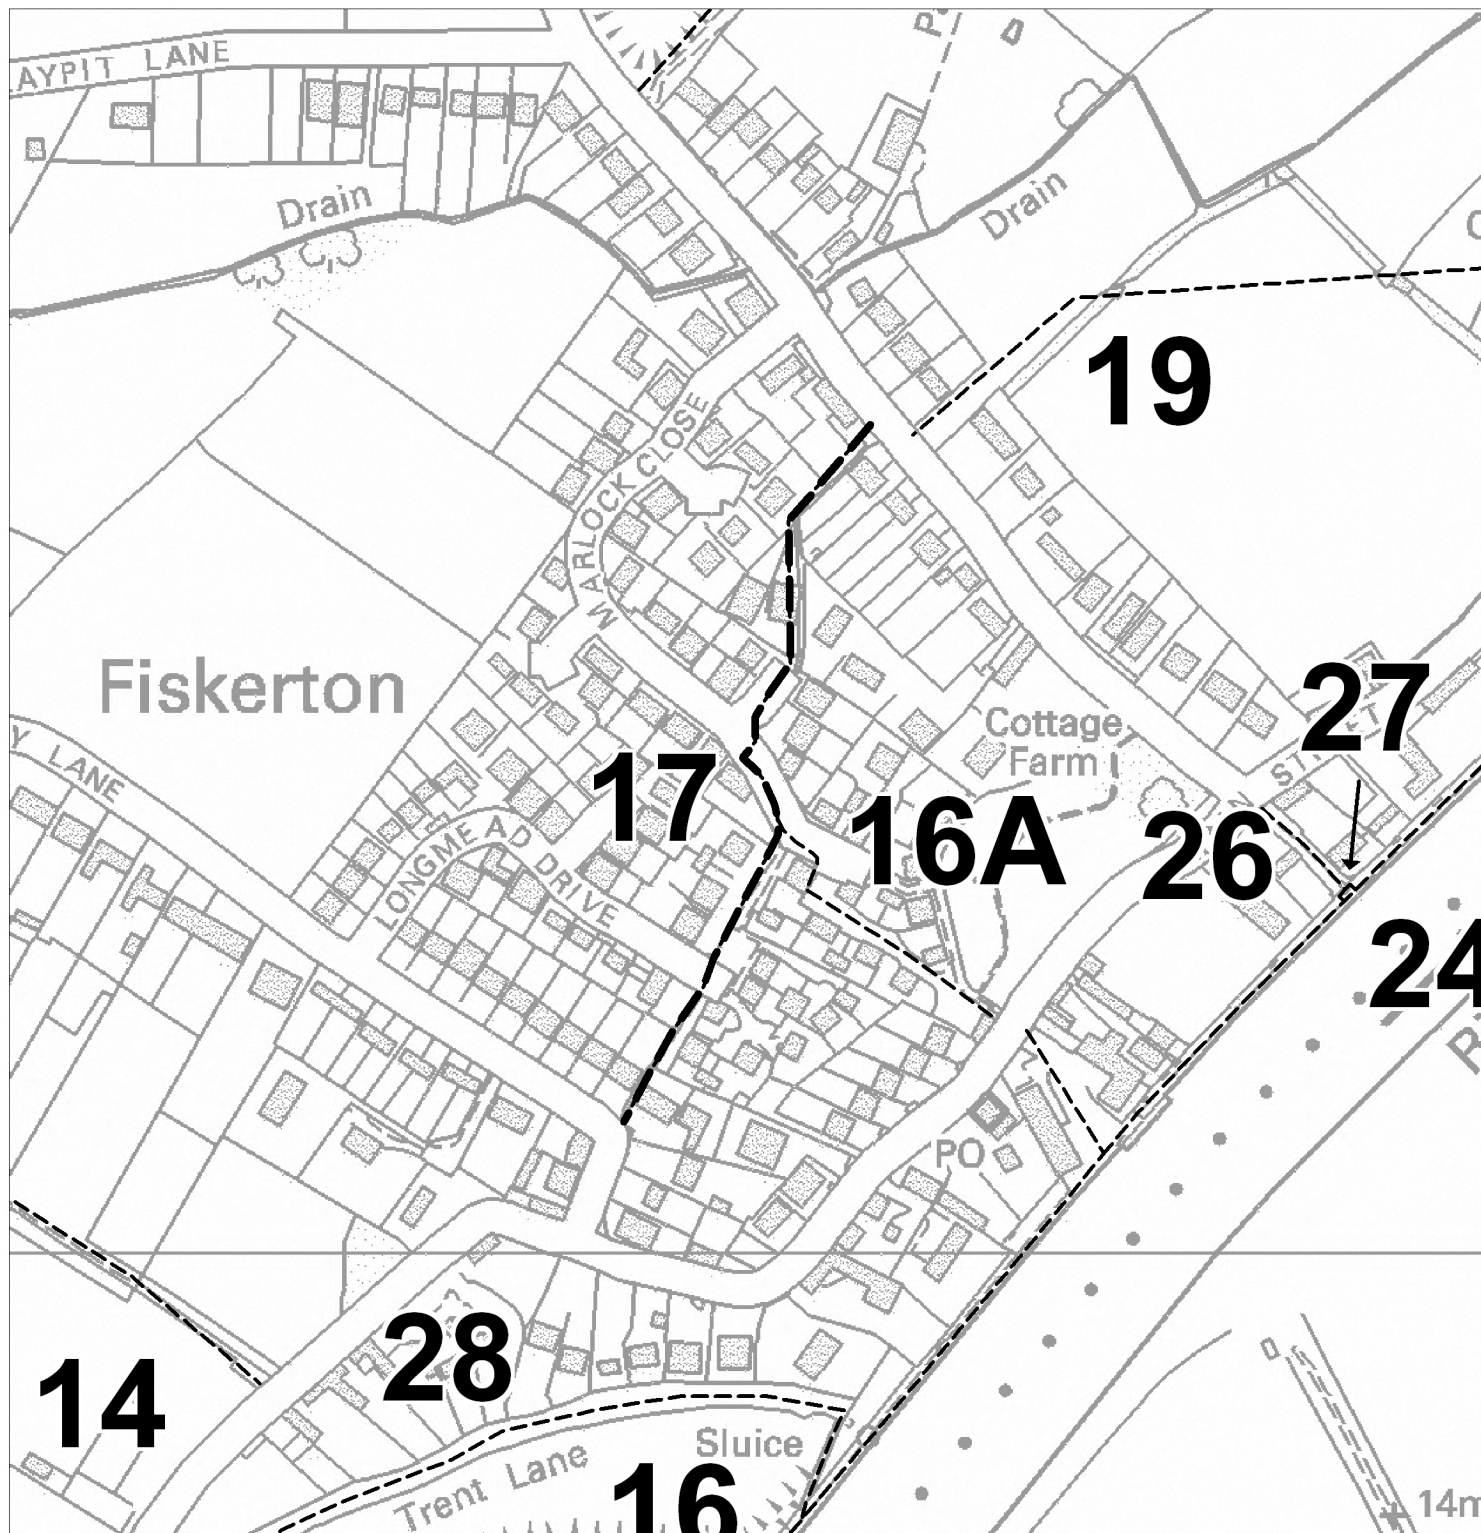 AYPIT LANE
Drain
Drain
19
WARLOCK CLOSE
Fiskerton
27
Cottage
Farm
Y LANE
17
16A
26
LONGMEAD DRIVE
24
PO
28
14
Sluice
Trent Lane
16
14m